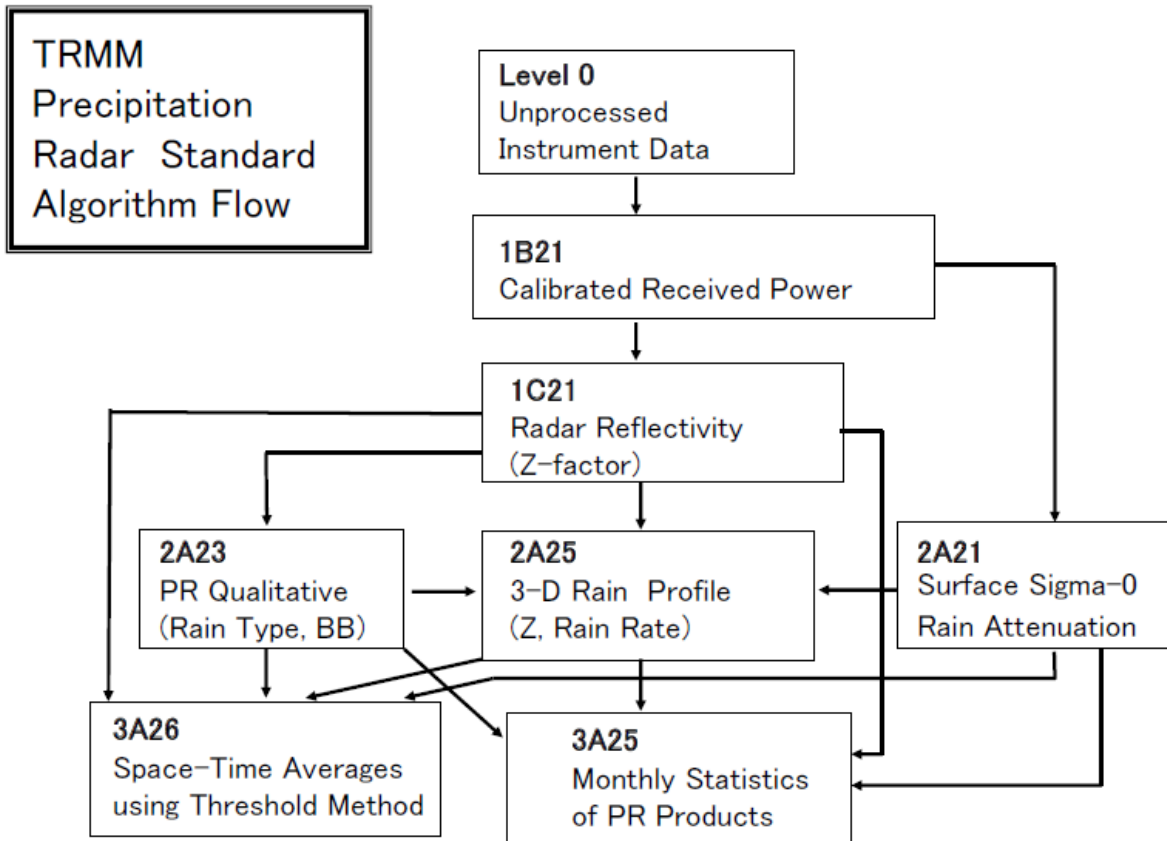 TRMM
Precipitation
Radar Standard
Algorithm Flow
Level 0
Unprocessed
Instrument Data
1B21
Calibrated Received Power
1C21
Radar Reflectivity
(Z-factor)
2A23
PR Qualitative
(Rain Type, BB)
2A25
3-D Rain Profile
(Z, Rain Rate)
2A21
Surface Sigma-0
Rain Attenuation
3A26
Space-Time Averages
using Threshold Method
3A25
Monthly Statistics
of PR Products